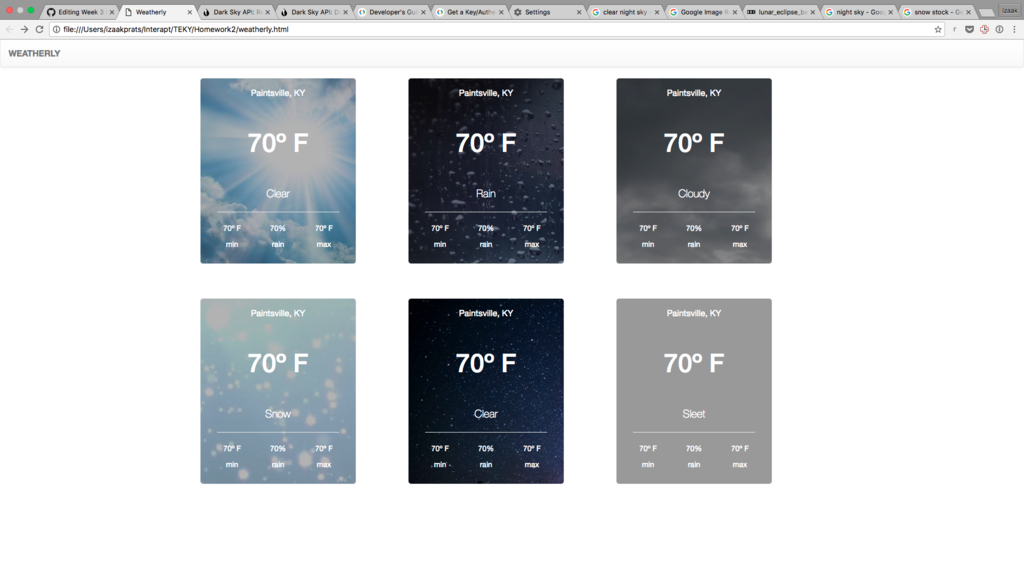 Editing Week 3
Weatherly
Dark Sky API:
Dark Sky API:
Developer's Gu
Get a Key/Authe
Settings
clear night sky -
Google Image R
lunar_eclipse_b
night sky - Goo
snow stock - G
Izaak
file:///Users/izaakprats/Interapt/TEKY/Homework2/weatherly.html
WEATHERLY
Paintsville, KY
70º F
Clear
70º F 70% 70º F
min rain max
Paintsville, KY
70º F
Rain
70º F 70% 70º F
min rain max
Paintsville, KY
70º F
Cloudy
70º F 70% 70º F
min rain max
Paintsville, KY
70º F
Snow
70º F 70% 70º F
min rain max
Paintsville, KY
70º F
Clear
70º F 70% 70º F
min rain max
Paintsville, KY
70º F
Sleet
70º F 70% 70º F
min rain max